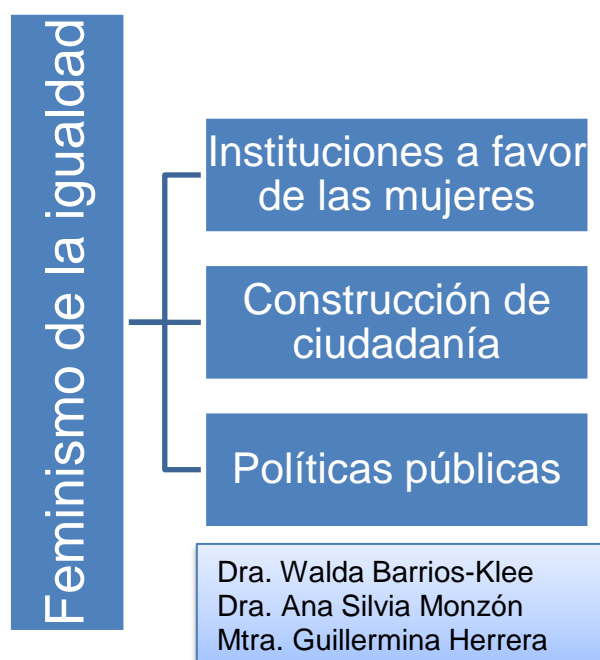 Feminismo de la igualdad
Instituciones a favor
de las mujeres
Construcción de
ciudadanía
Políticas públicas
Dra. Walda Barrios-Klee
Dra. Ana Silvia Monzón
Mtra. Guillermina Herrera